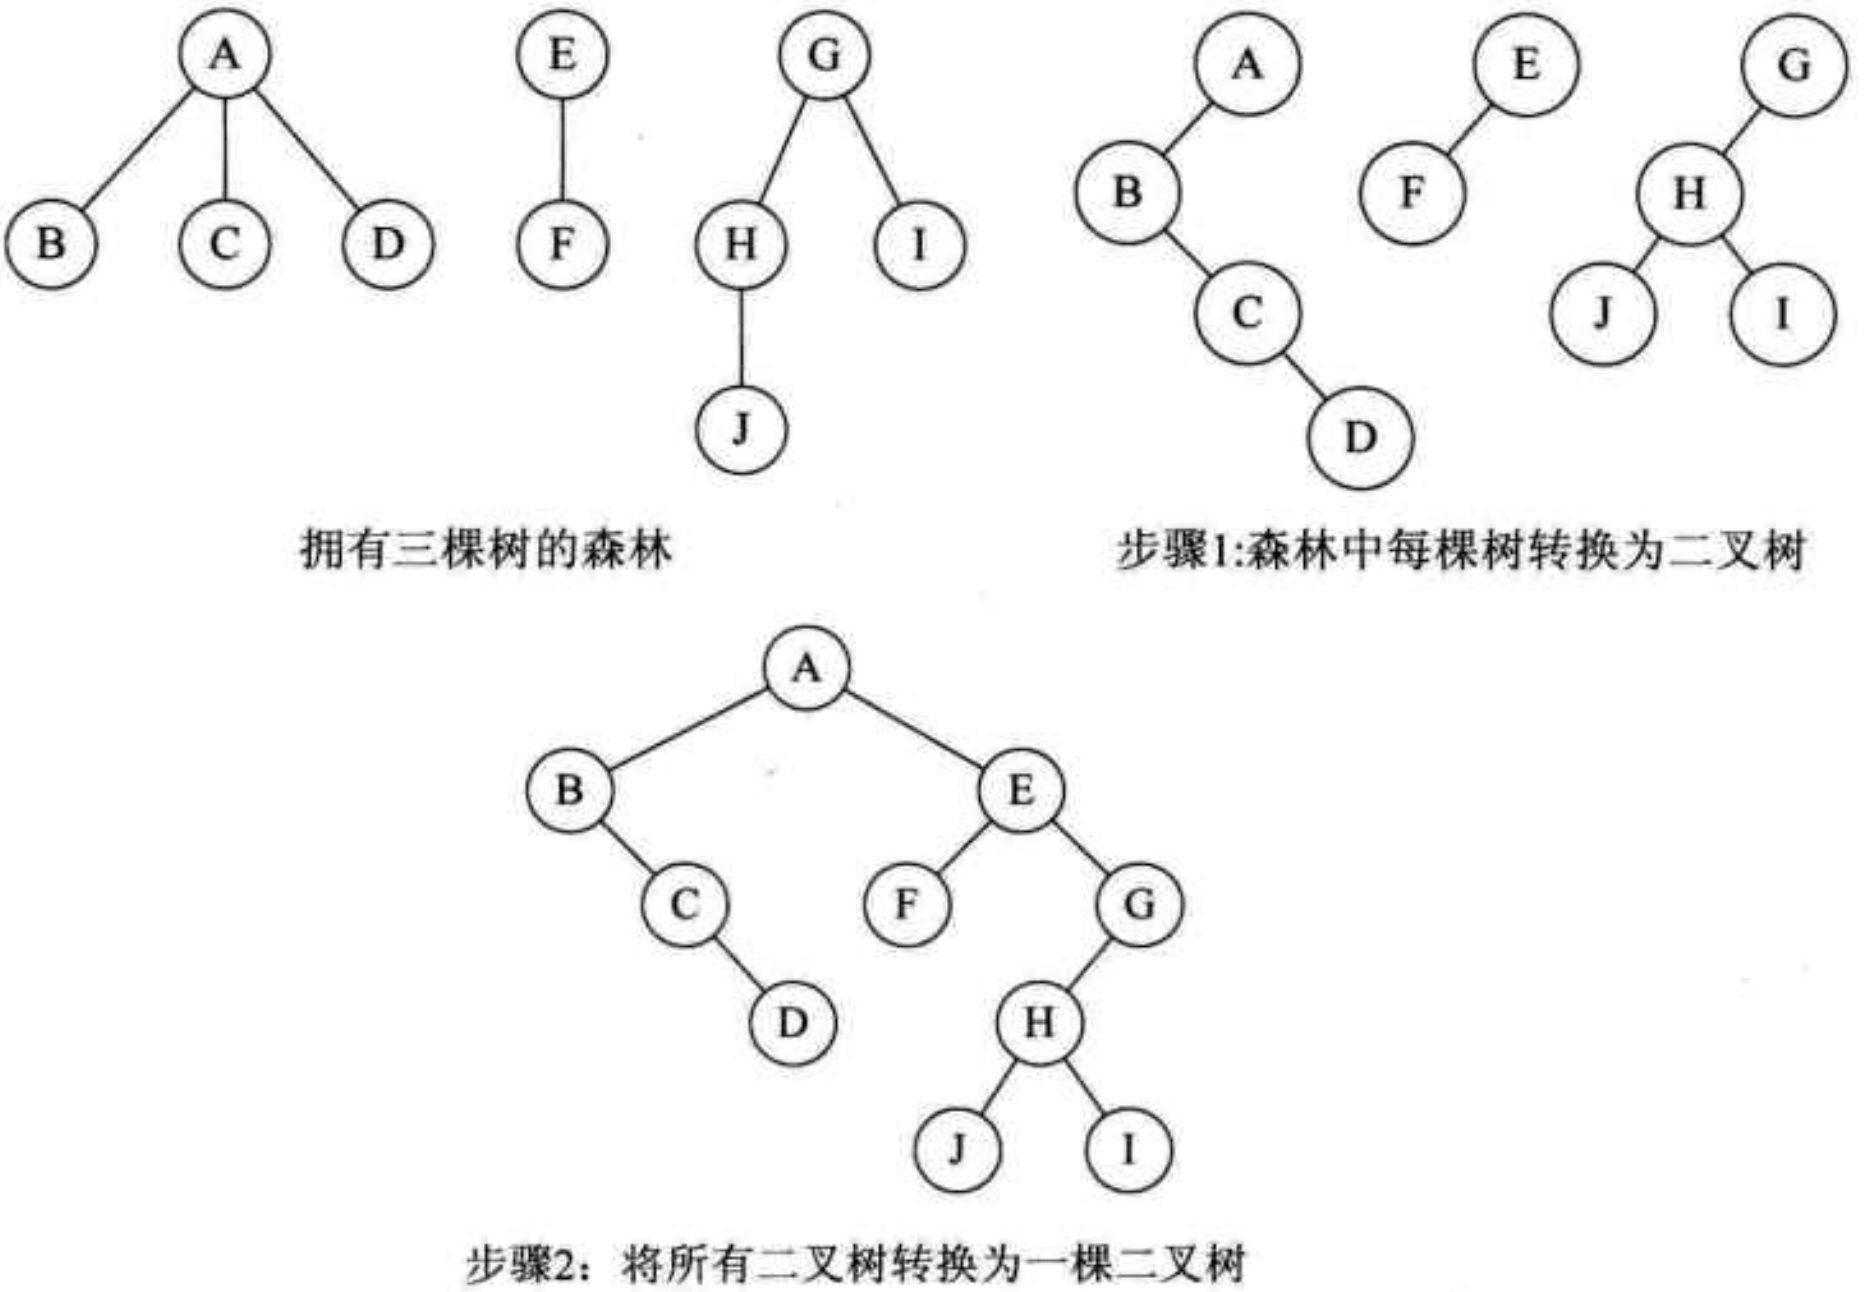 A E G
B C D F H I
J
拥有三棵树的森林
A E G
B F H
C J I
D
步骤1:森林中每棵树转换为二叉树
A
B E
C F G
D H
J I
步骤2：将所有二叉树转换为一棵二叉树